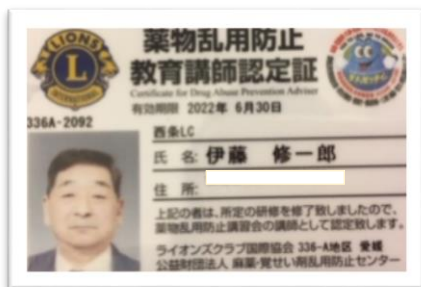 LIONS
L
INTERNATIONAL
薬物乱用防止
教育講師認定証
Certificate for Drug Abuse Prevention Adviser
有効期限 2022年 6月30日
336A-2092
西条LC
氏 名: 伊藤 修一郎
住 所:
上記の者は、所定の研修を修了致しましたので、
薬物乱用防止講習会の講師として認定致します。
ライオンズクラブ国際協会 336-A地区 愛媛
公益財団法人 麻薬・覚せい剤乱用防止センター